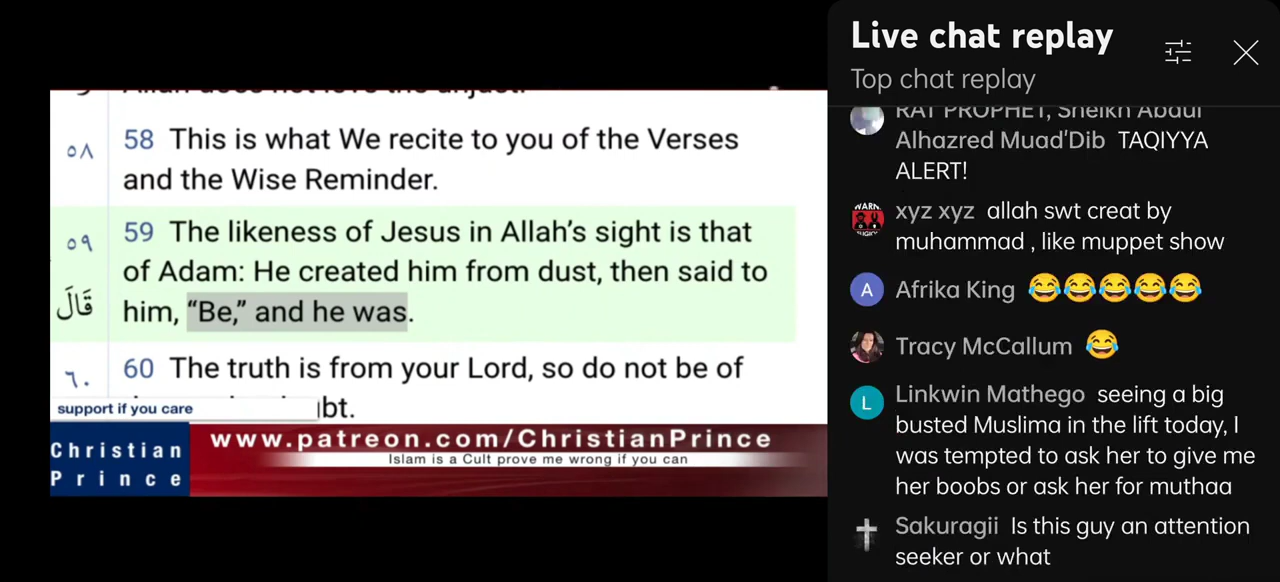 Allah does not love the unjust.
٥٨
58 This is what We recite to you of the Verses
and the Wise Reminder.
٥٩
59 The likeness of Jesus in Allah's sight is that
of Adam: He created him from dust, then said to
قَالَ
him, “Be,” and he was.
٦٠
60 The truth is from your Lord, so do not be of
support if you care
Christian
Prince
www.patreon.com/ChristianPrince
Islam is a Cult prove me wrong if you can
Live chat replay
Top chat replay
RAT PROPHET, Sheikh Abdul
Alhazred Muad'Dib TAQIYYA
ALERT!
xyz xyz allah swt creat by
muhammad , like muppet show
A
Afrika King 😂😂😂😂😂
Tracy McCallum 😂
L
Linkwin Mathego seeing a big
busted Muslima in the lift today, I
was tempted to ask her to give me
her boobs or ask her for muthaa
Sakuragii Is this guy an attention
seeker or what